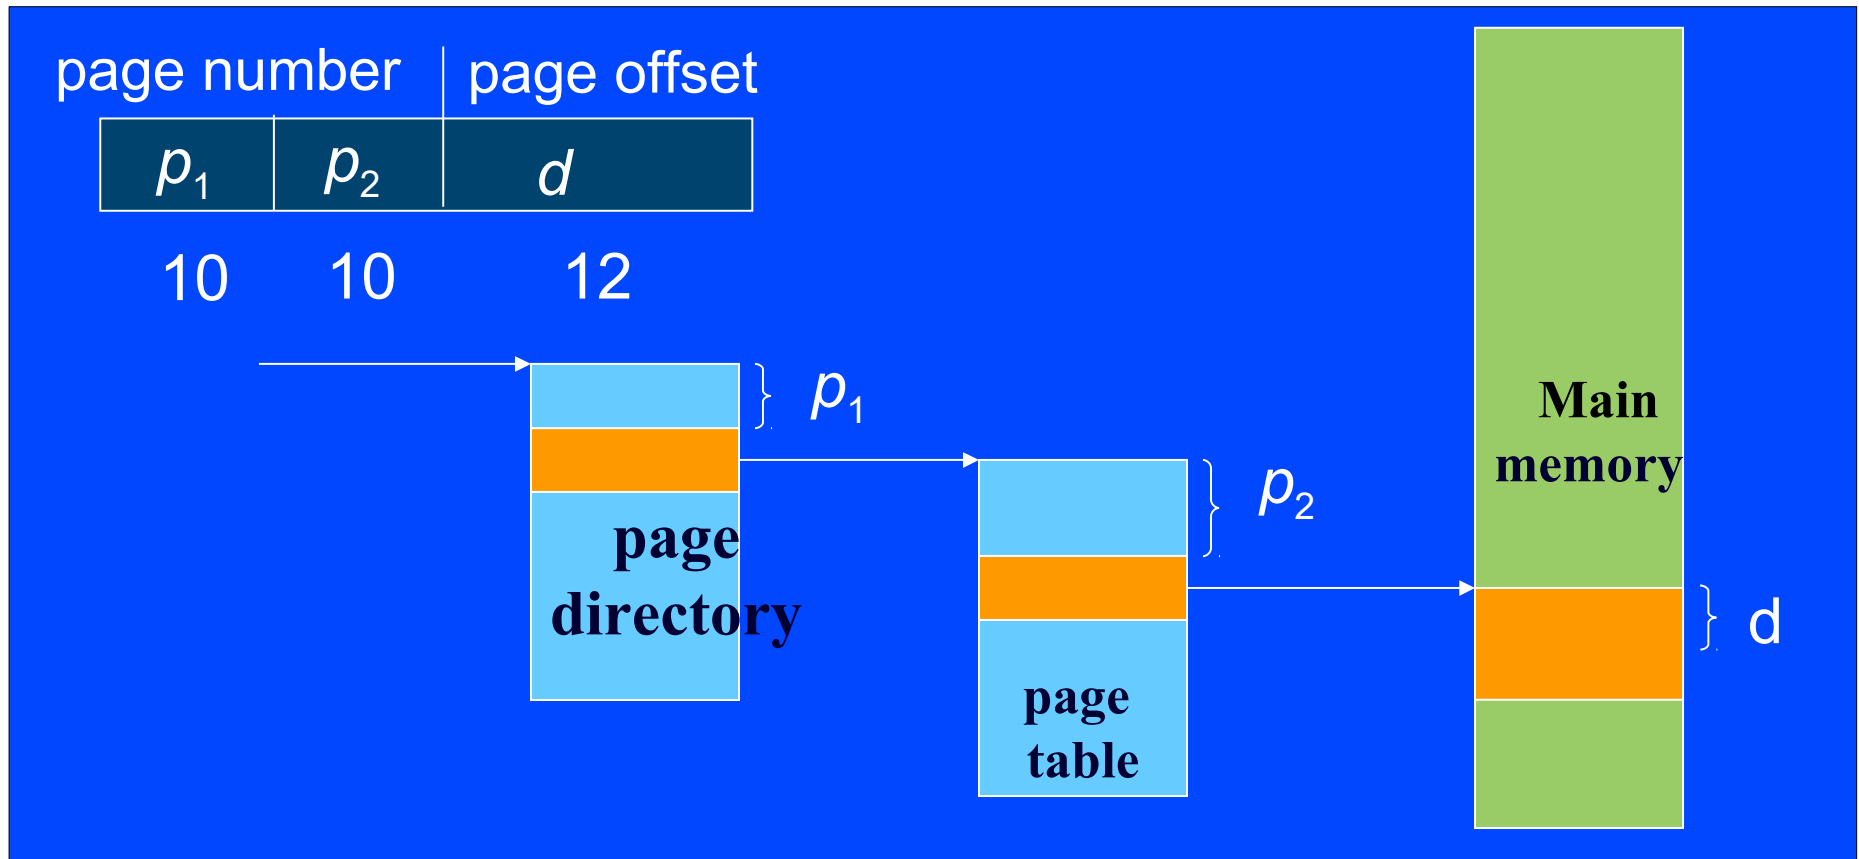 page number page offset
p1 p2 d
10 10 12
p1
page
directory
p2
page
table
Main
memory
d